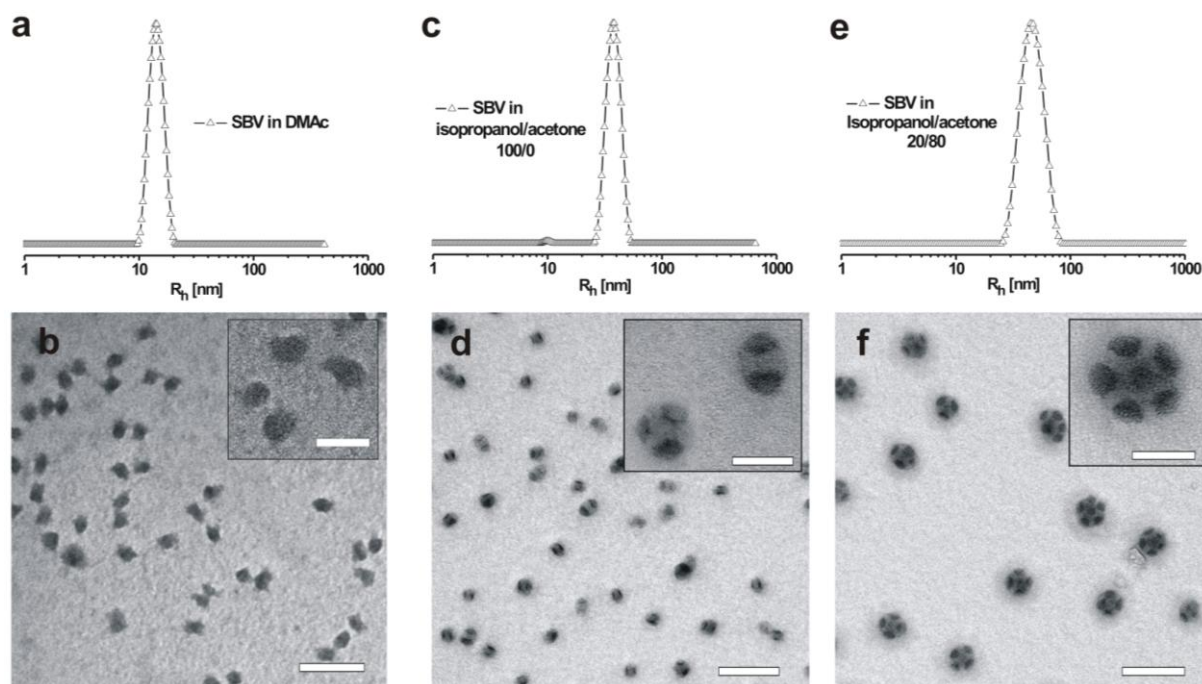 a
SBV in DMAc
1 10 100 1000
Rh [nm]
b
c
SBV in
isopropanol/acetone
100/0
1 10 100 1000
Rh [nm]
d
e
SBV in
Isopropanol/acetone
20/80
1 10 100 1000
Rh [nm]
f